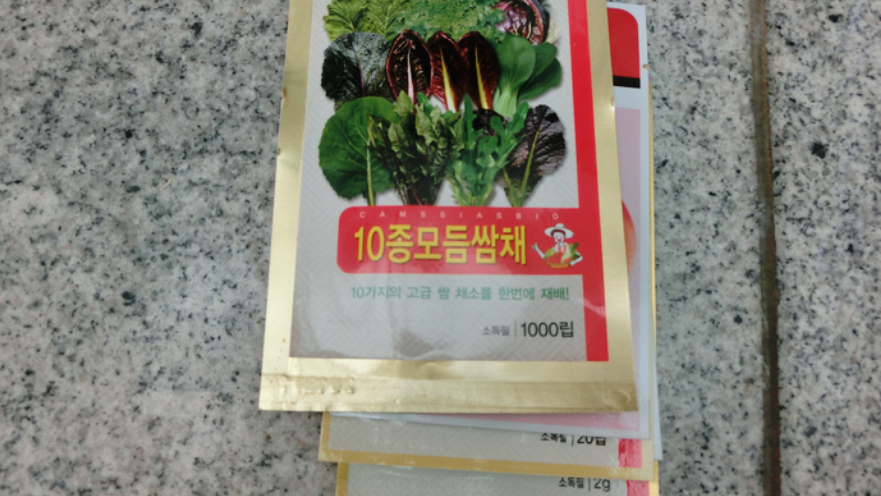 CAMSSIASBIO
10종모듬쌈채
10가지의 고급 쌈 채소를 한번에 재배!
소독필 | 1000립
소독필 | 20립
소독필 | 2g